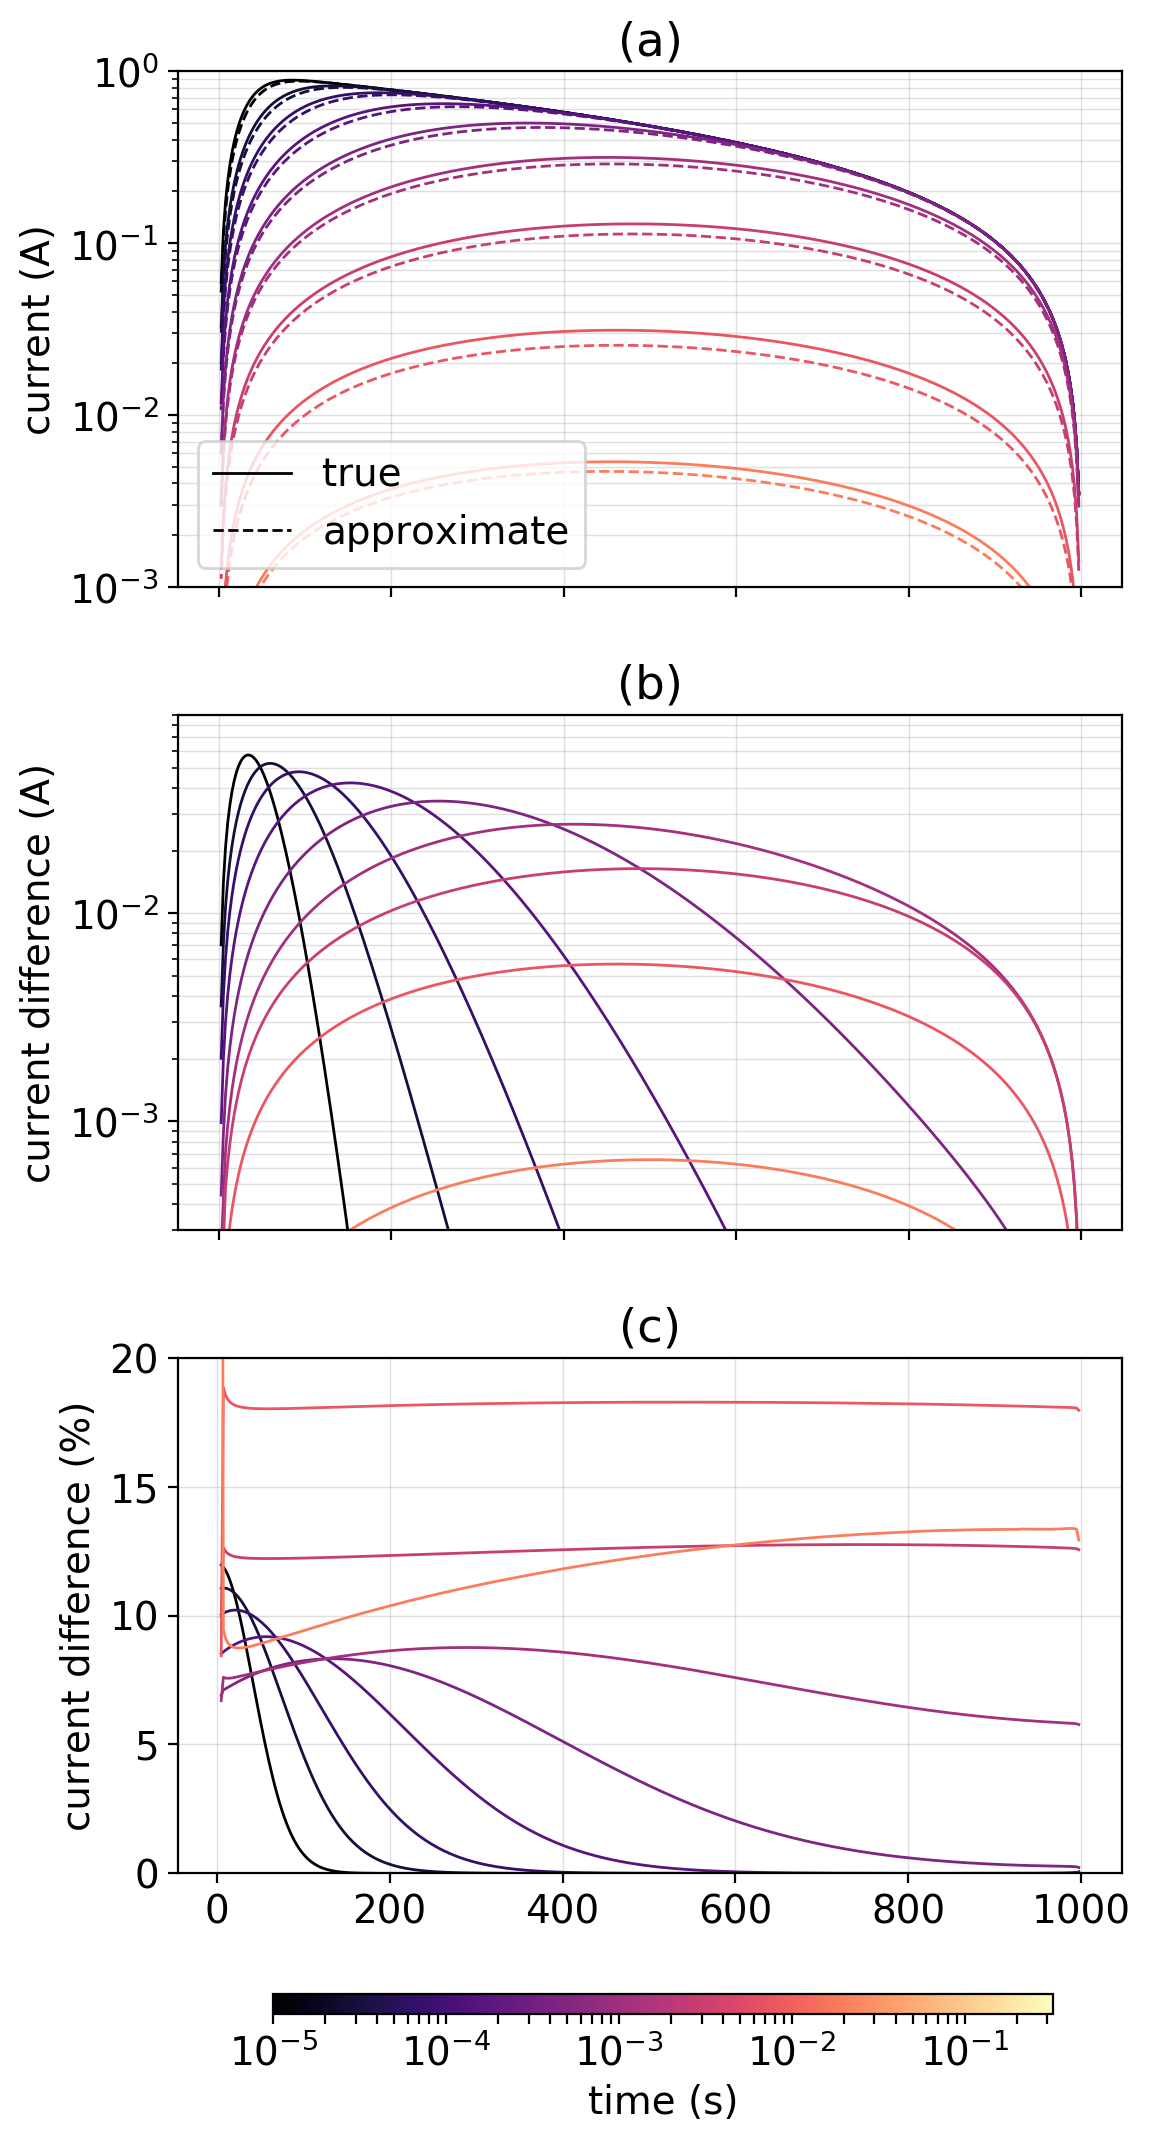 (a)
10⁰
10⁻¹
10⁻²
10⁻³
current (A)
true
approximate
(b)
10⁻²
10⁻³
current difference (A)
(c)
20
15
10
5
0
current difference (%)
0 200 400 600 800 1000
10⁻⁵ 10⁻⁴ 10⁻³ 10⁻² 10⁻¹
time (s)